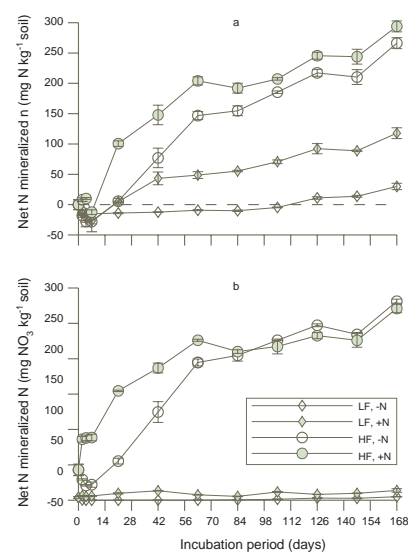 a
300
250
200
150
100
50
0
-50
Net N mineralized n (mg N kg⁻¹ soil)
b
300
250
200
150
100
50
0
-50
Net N mineralized N (mg NO₃ kg⁻¹ soil)
LF, -N
LF, +N
HF, -N
HF, +N
0 14 28 42 56 70 84 98 112 126 140 154 168
Incubation period (days)